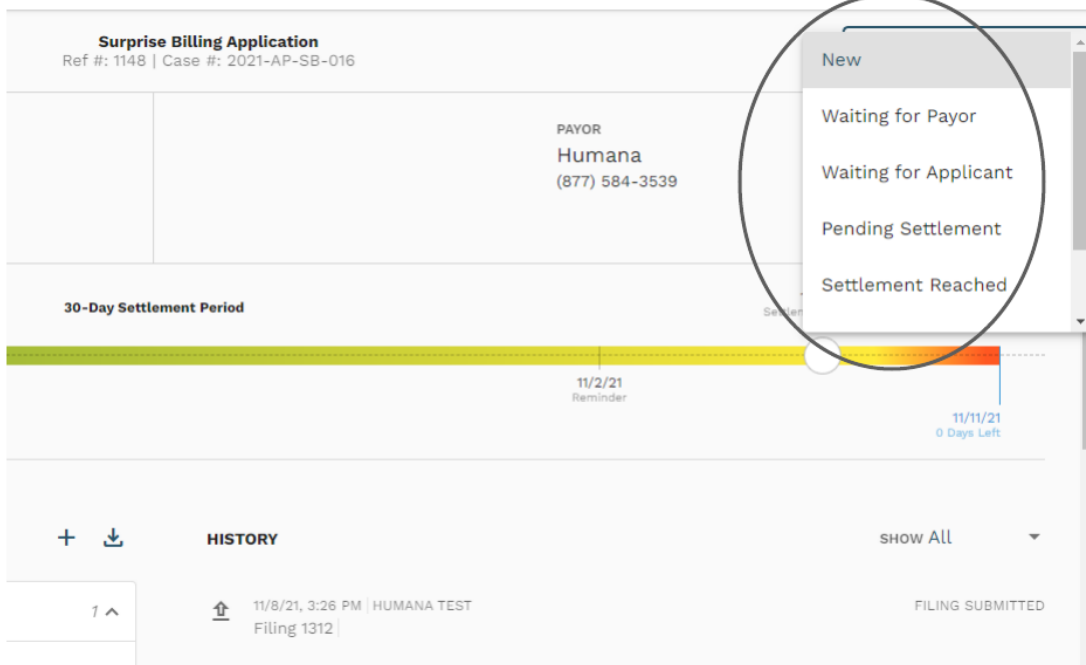 Surprise Billing Application
Ref #: 1148 | Case #: 2021-AP-SB-016
New
Waiting for Payor
Waiting for Applicant
Pending Settlement
Settlement Reached
PAYOR
Humana
(877) 584-3539
30-Day Settlement Period
11/2/21
Reminder
11/11/21
0 Days Left
HISTORY
SHOW All
1
11/8/21, 3:26 PM | HUMANA TEST
FILING SUBMITTED
Filing 1312